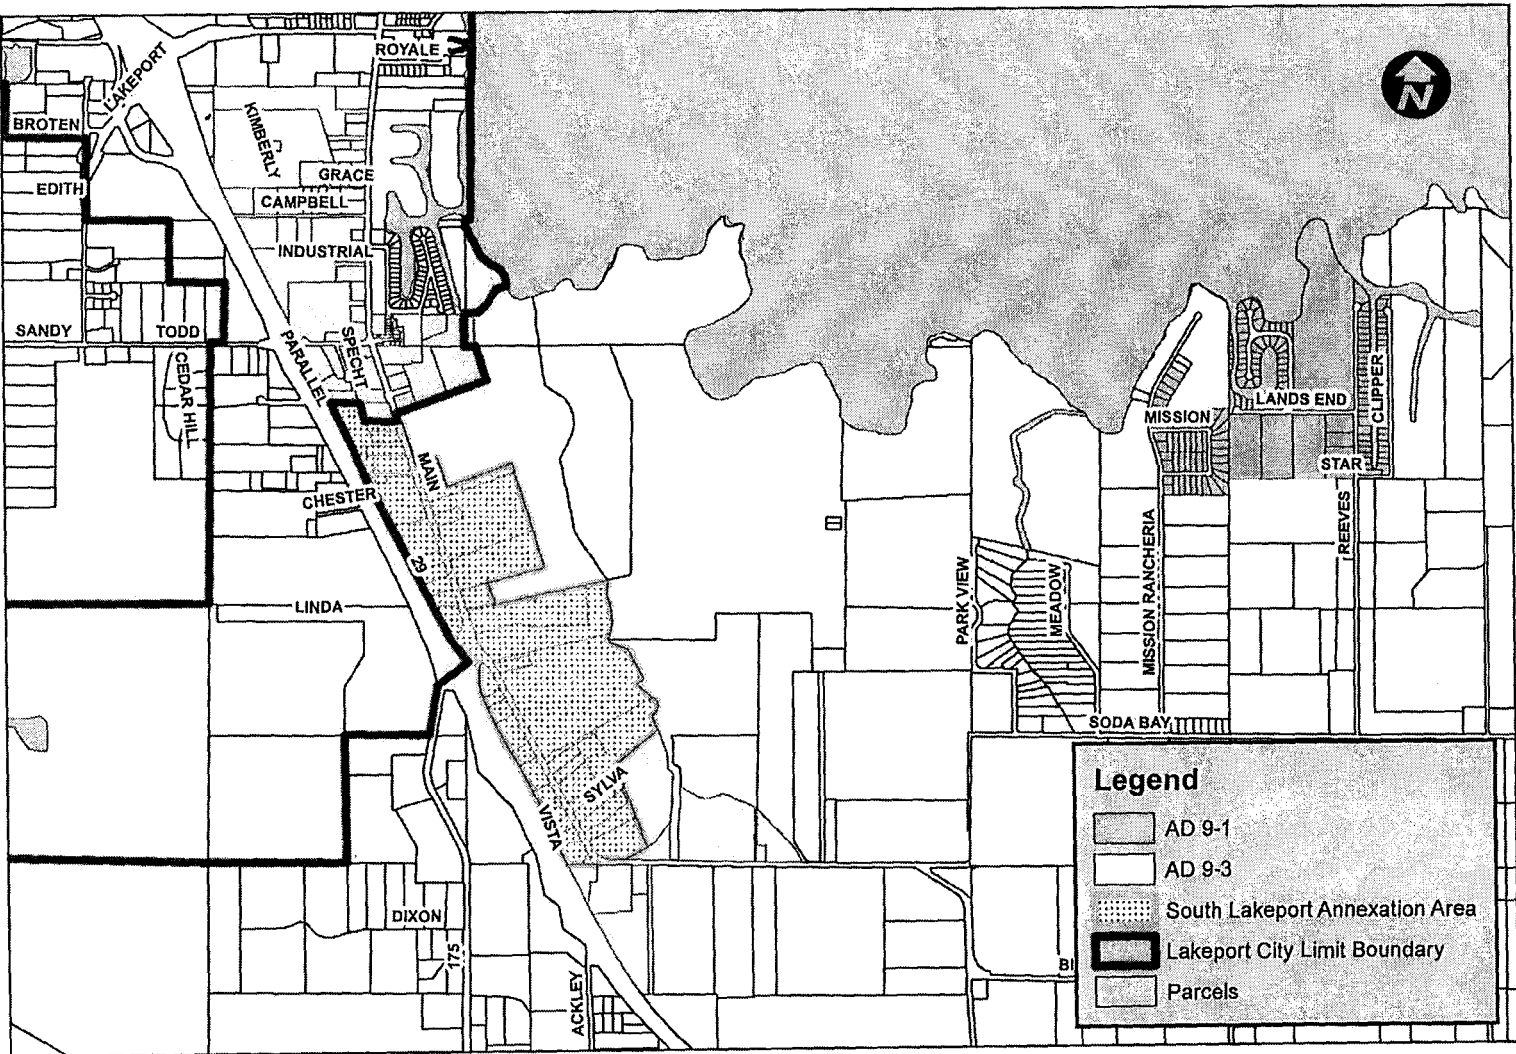 ROYALE
LAKEPORT
N
BROTEN
KIMBERLY
GRACE
EDITH
CAMPBELL
INDUSTRIAL
SANDY
TODD
PARALLEL
SPECHT
CEDAR HILL
LANDS END
CLIPPER
MISSION
MAIN
STAR
CHESTER
REEVES
29
MISSION RANCHERIA
PARK VIEW
MEADOW
LINDA
SODA BAY
SYLVA
VISTA
DIXON
175
ACKLEY
Legend
AD 9-1
AD 9-3
South Lakeport Annexation Area
Lakeport City Limit Boundary
Parcels